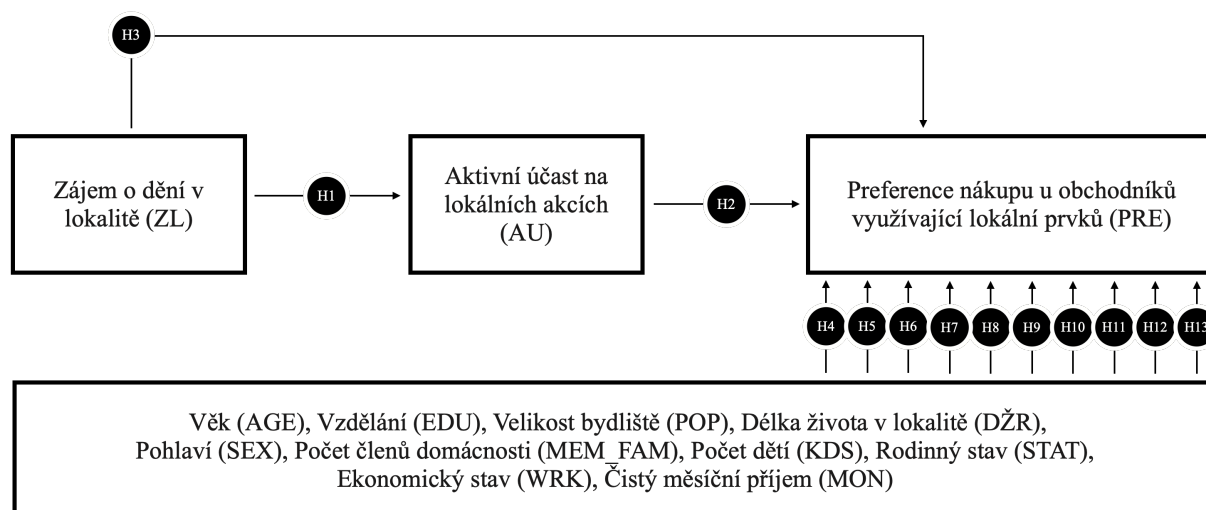 H3
Zájem o dění v
lokalitě (ZL)
H1
Aktivní účast na
lokálních akcích
(AU)
H2
Preference nákupu u obchodníků
využívající lokální prvků (PRE)
H4 H5 H6 H7 H8 H9 H10 H11 H12 H13
Věk (AGE), Vzdělání (EDU), Velikost bydliště (POP), Délka života v lokalitě (DŽR),
Pohlaví (SEX), Počet členů domácnosti (MEM_FAM), Počet dětí (KDS), Rodinný stav (STAT),
Ekonomický stav (WRK), Čistý měsíční příjem (MON)